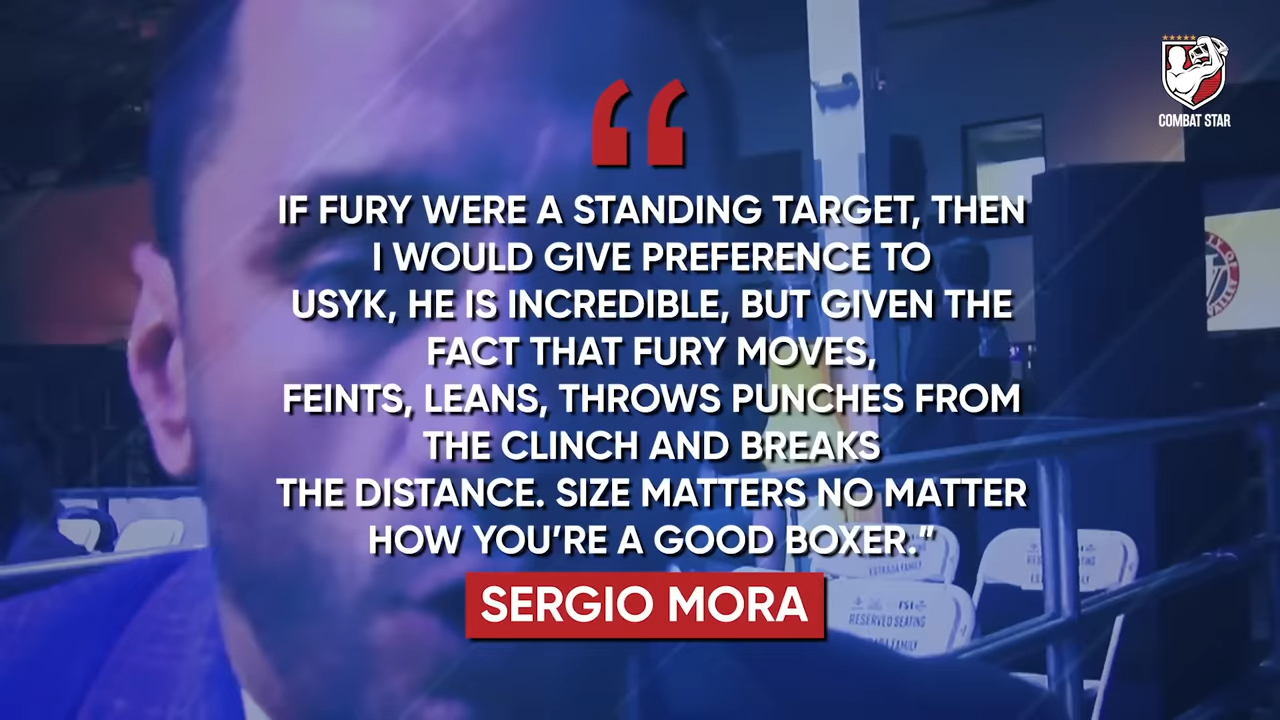 COMBAT STAR
“
IF FURY WERE A STANDING TARGET, THEN
I WOULD GIVE PREFERENCE TO
USYK, HE IS INCREDIBLE, BUT GIVEN THE
FACT THAT FURY MOVES,
FEINTS, LEANS, THROWS PUNCHES FROM
THE CLINCH AND BREAKS
THE DISTANCE. SIZE MATTERS NO MATTER
HOW YOU’RE A GOOD BOXER.”
SERGIO MORA
ESTRADA FAMILY
RESERVED SEATING